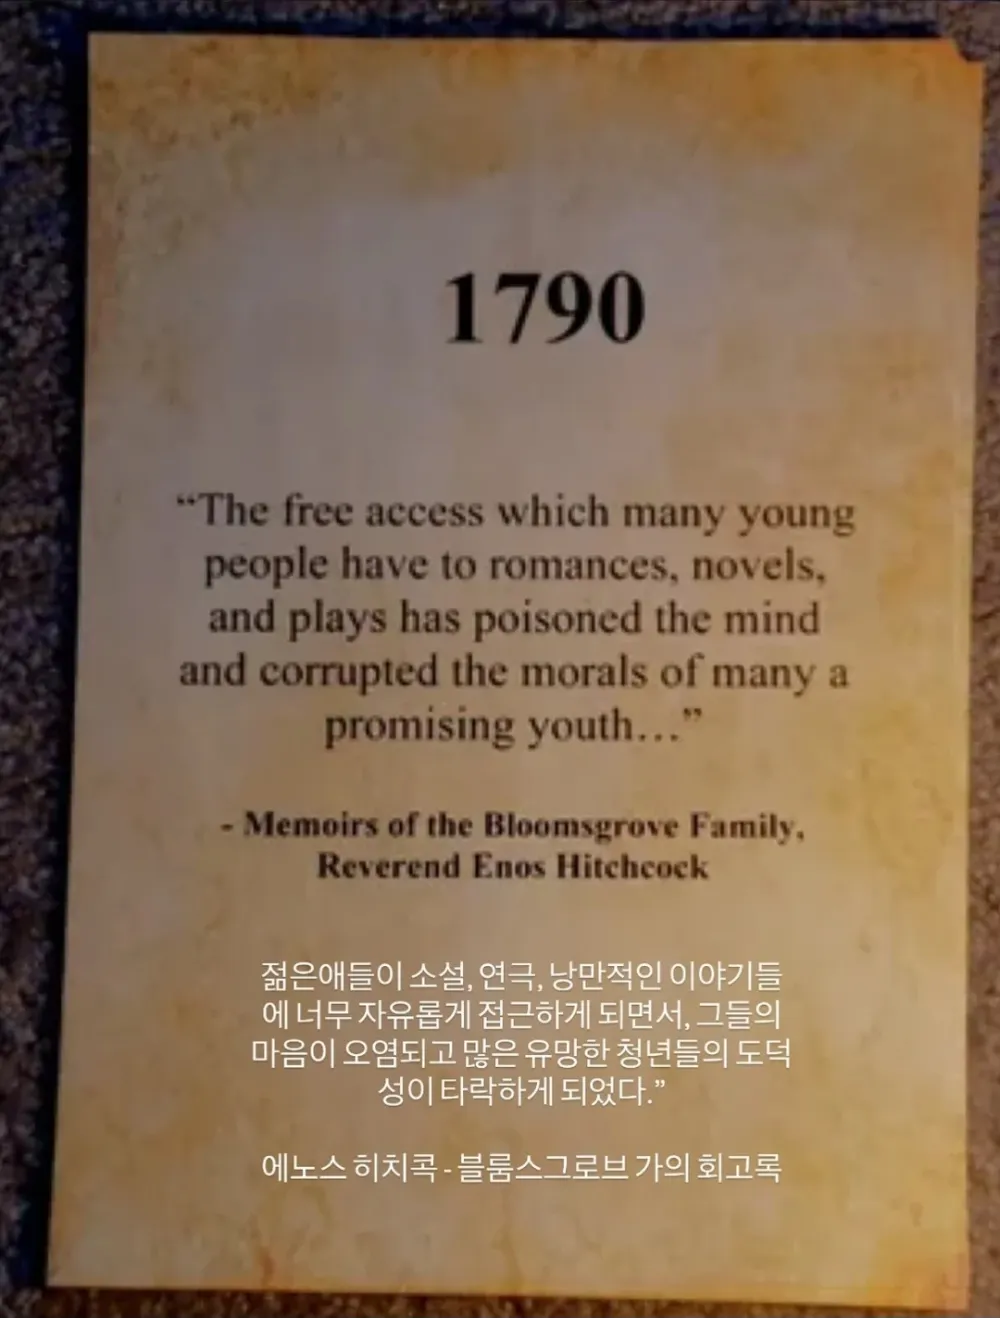 1790
“The free access which many young
people have to romances, novels,
and plays has poisoned the mind
and corrupted the morals of many a
promising youth…”
- Memoirs of the Bloomsgrove Family,
Reverend Enos Hitchcock
젊은애들이 소설, 연극, 낭만적인 이야기들
에 너무 자유롭게 접근하게 되면서, 그들의
마음이 오염되고 많은 유망한 청년들의 도덕
성이 타락하게 되었다.”
에노스 히치콕 - 블룸스그로브 가의 회고록